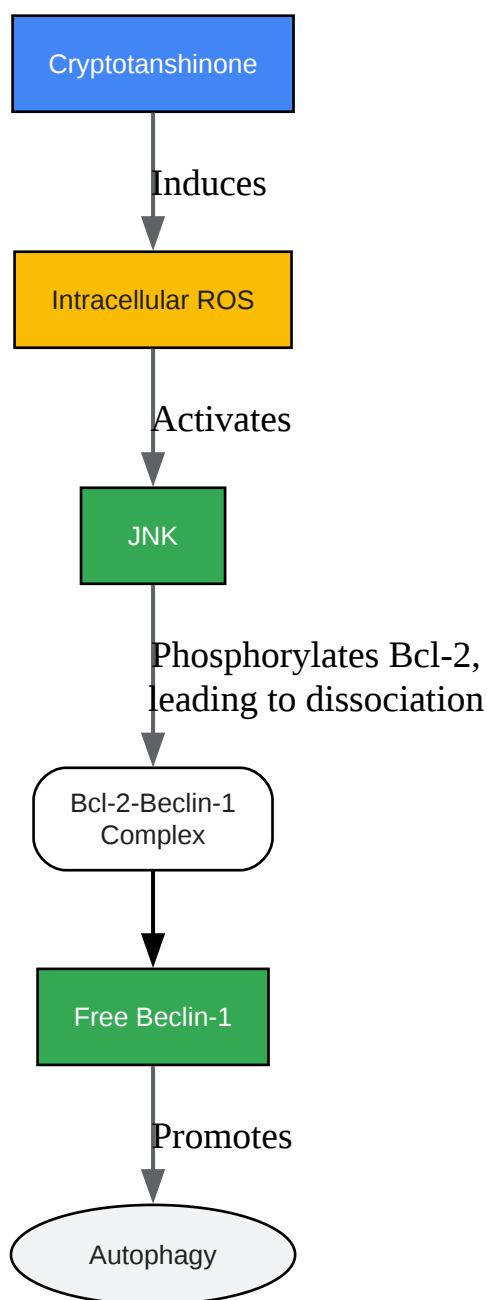 Cryptotanshinone
Induces
Intracellular ROS
Activates
JNK
Phosphorylates Bcl-2,
leading to dissociation
Bcl-2-Beclin-1
Complex
Free Beclin-1
Promotes
Autophagy